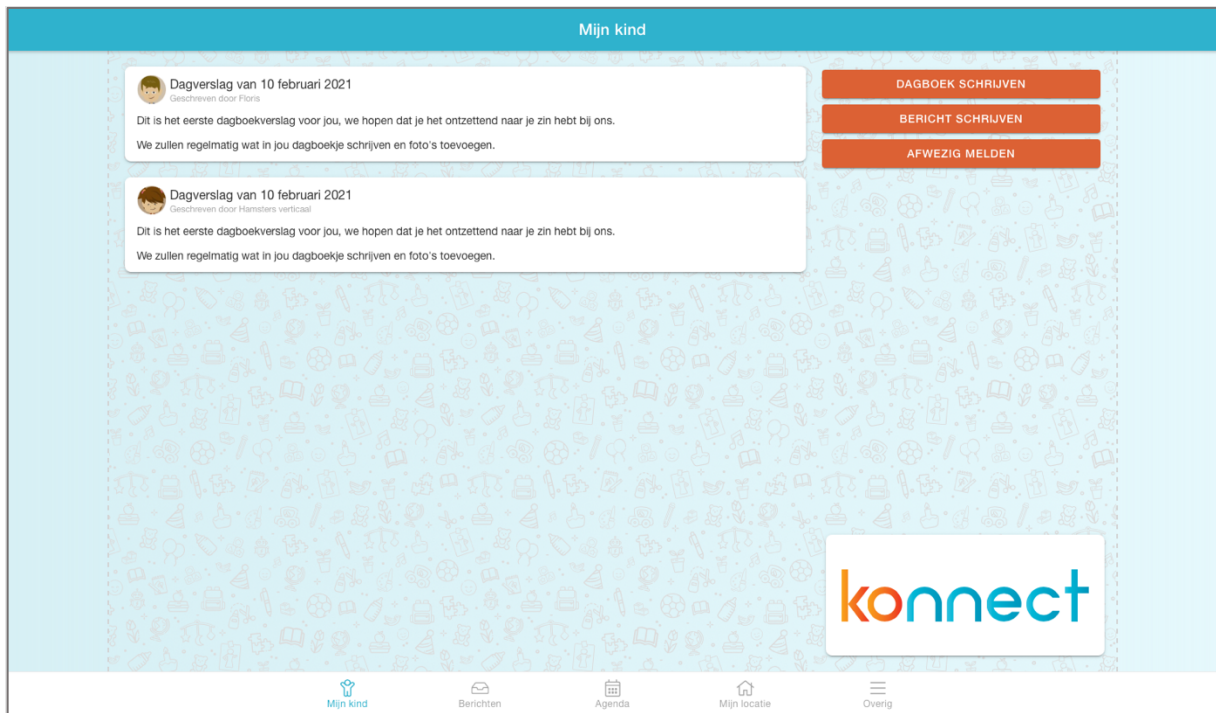 Mijn kind
Dagverslag van 10 februari 2021
Geschreven door Floris
Dit is het eerste dagboekverslag voor jou, we hopen dat je het ontzettend naar je zin hebt bij ons.
We zullen regelmatig wat in jou dagboekje schrijven en foto's toevoegen.
Dagverslag van 10 februari 2021
Geschreven door Hamsters verticaal
Dit is het eerste dagboekverslag voor jou, we hopen dat je het ontzettend naar je zin hebt bij ons.
We zullen regelmatig wat in jou dagboekje schrijven en foto's toevoegen.
DAGBOEK SCHRIJVEN
BERICHT SCHRIJVEN
AFWEZIG MELDEN
konnect
Mijn kind
Berichten
Agenda
Mijn locatie
Overig